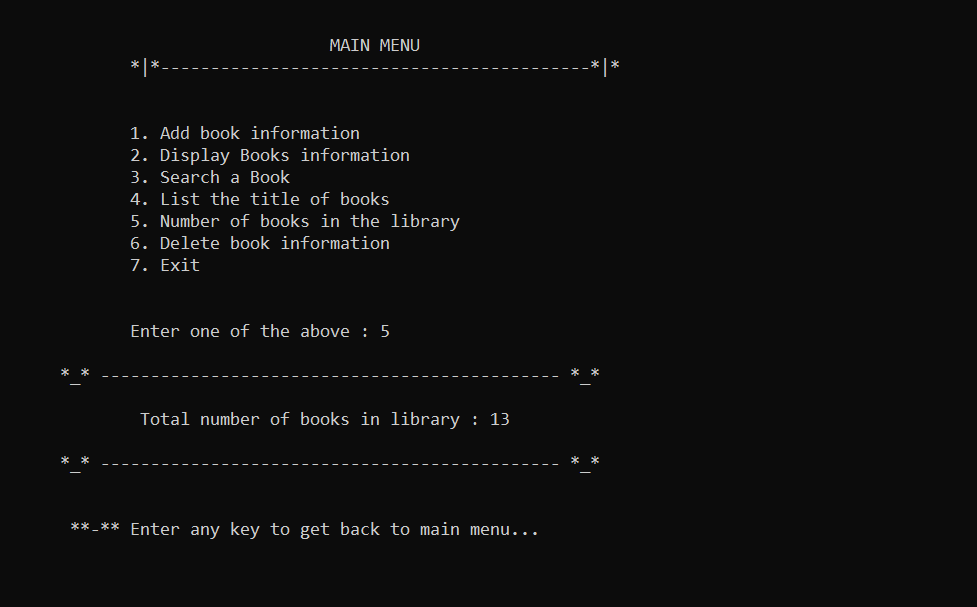 MAIN MENU
*|*-------------------------------------------*|*
1. Add book information
2. Display Books information
3. Search a Book
4. List the title of books
5. Number of books in the library
6. Delete book information
7. Exit
Enter one of the above : 5
*_* ---------------------------------------------- *_*
Total number of books in library : 13
*_* ---------------------------------------------- *_*
**-** Enter any key to get back to main menu...